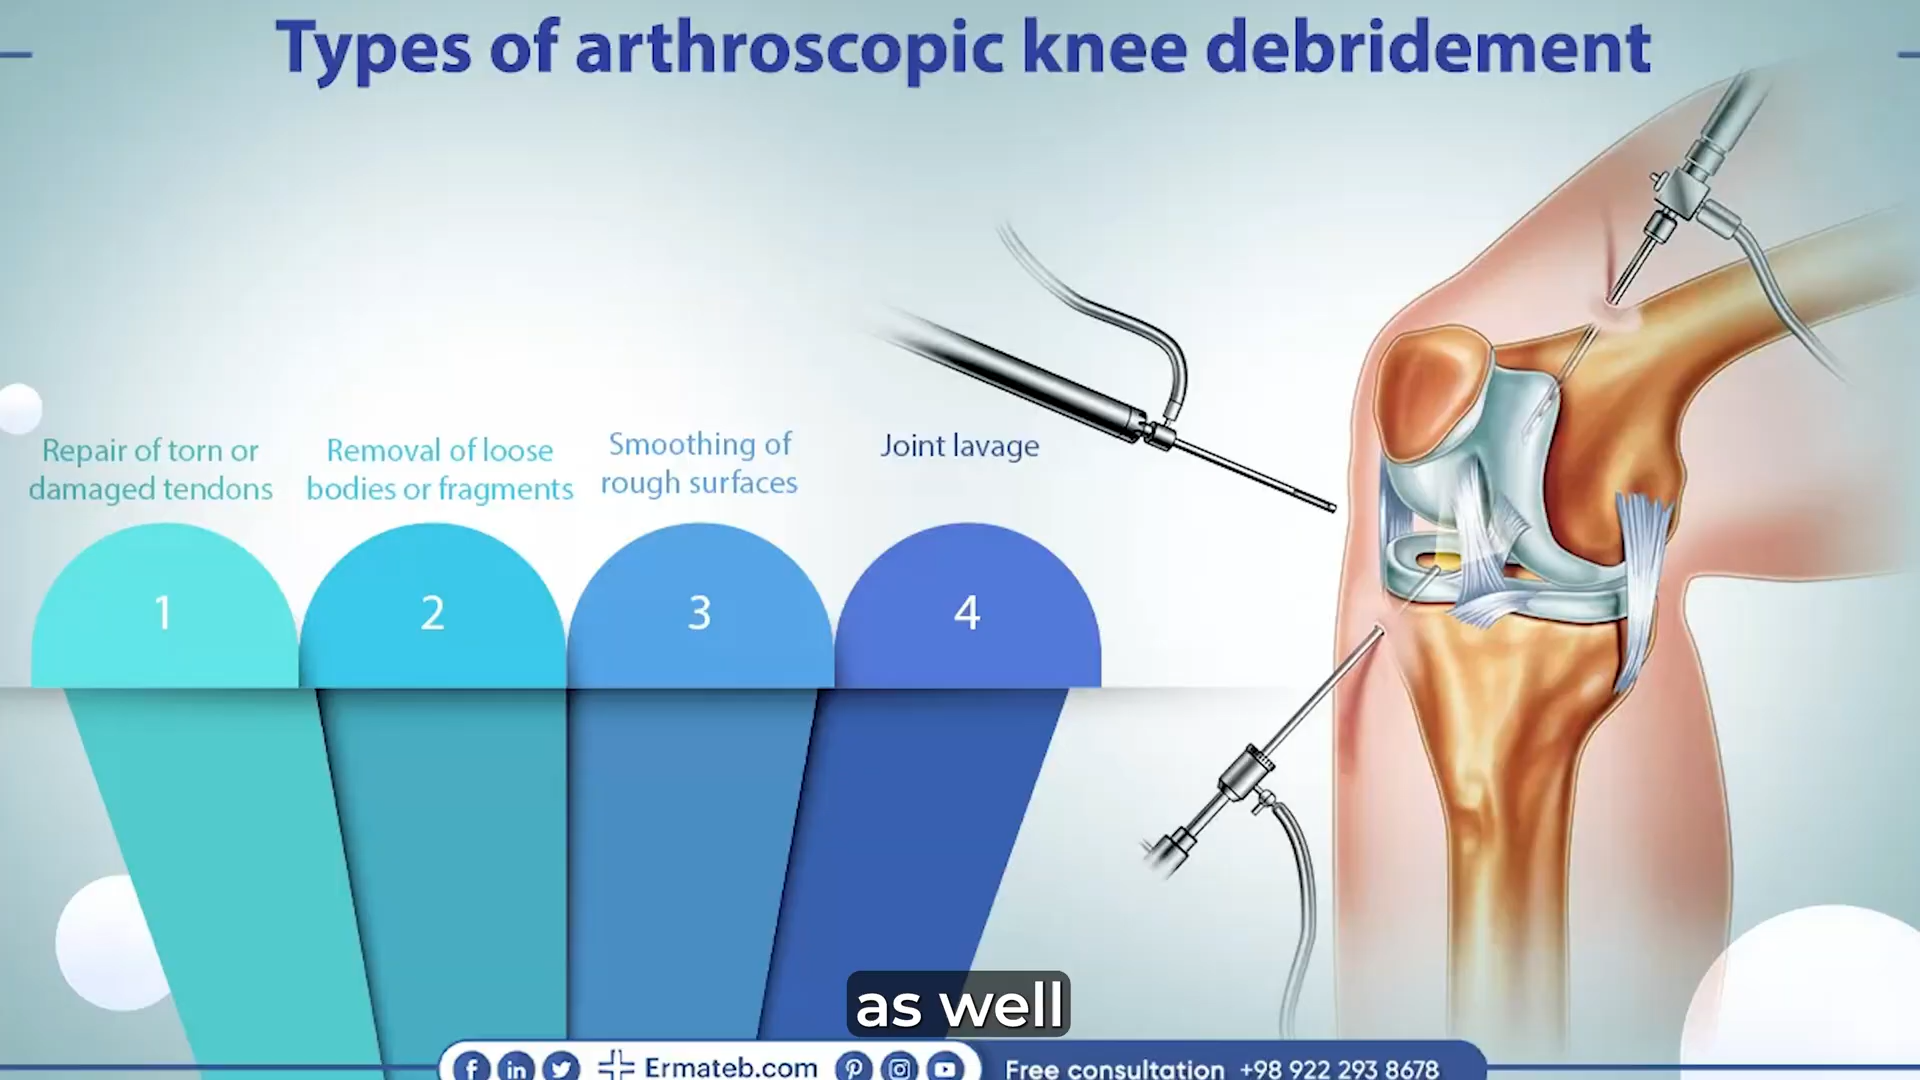 Types of arthroscopic knee debridement
Repair of torn or
damaged tendons
Removal of loose
bodies or fragments
Smoothing of
rough surfaces
Joint lavage
1
2
3
4
as well
Ermateb.com
Free consultation +98 922 293 8678